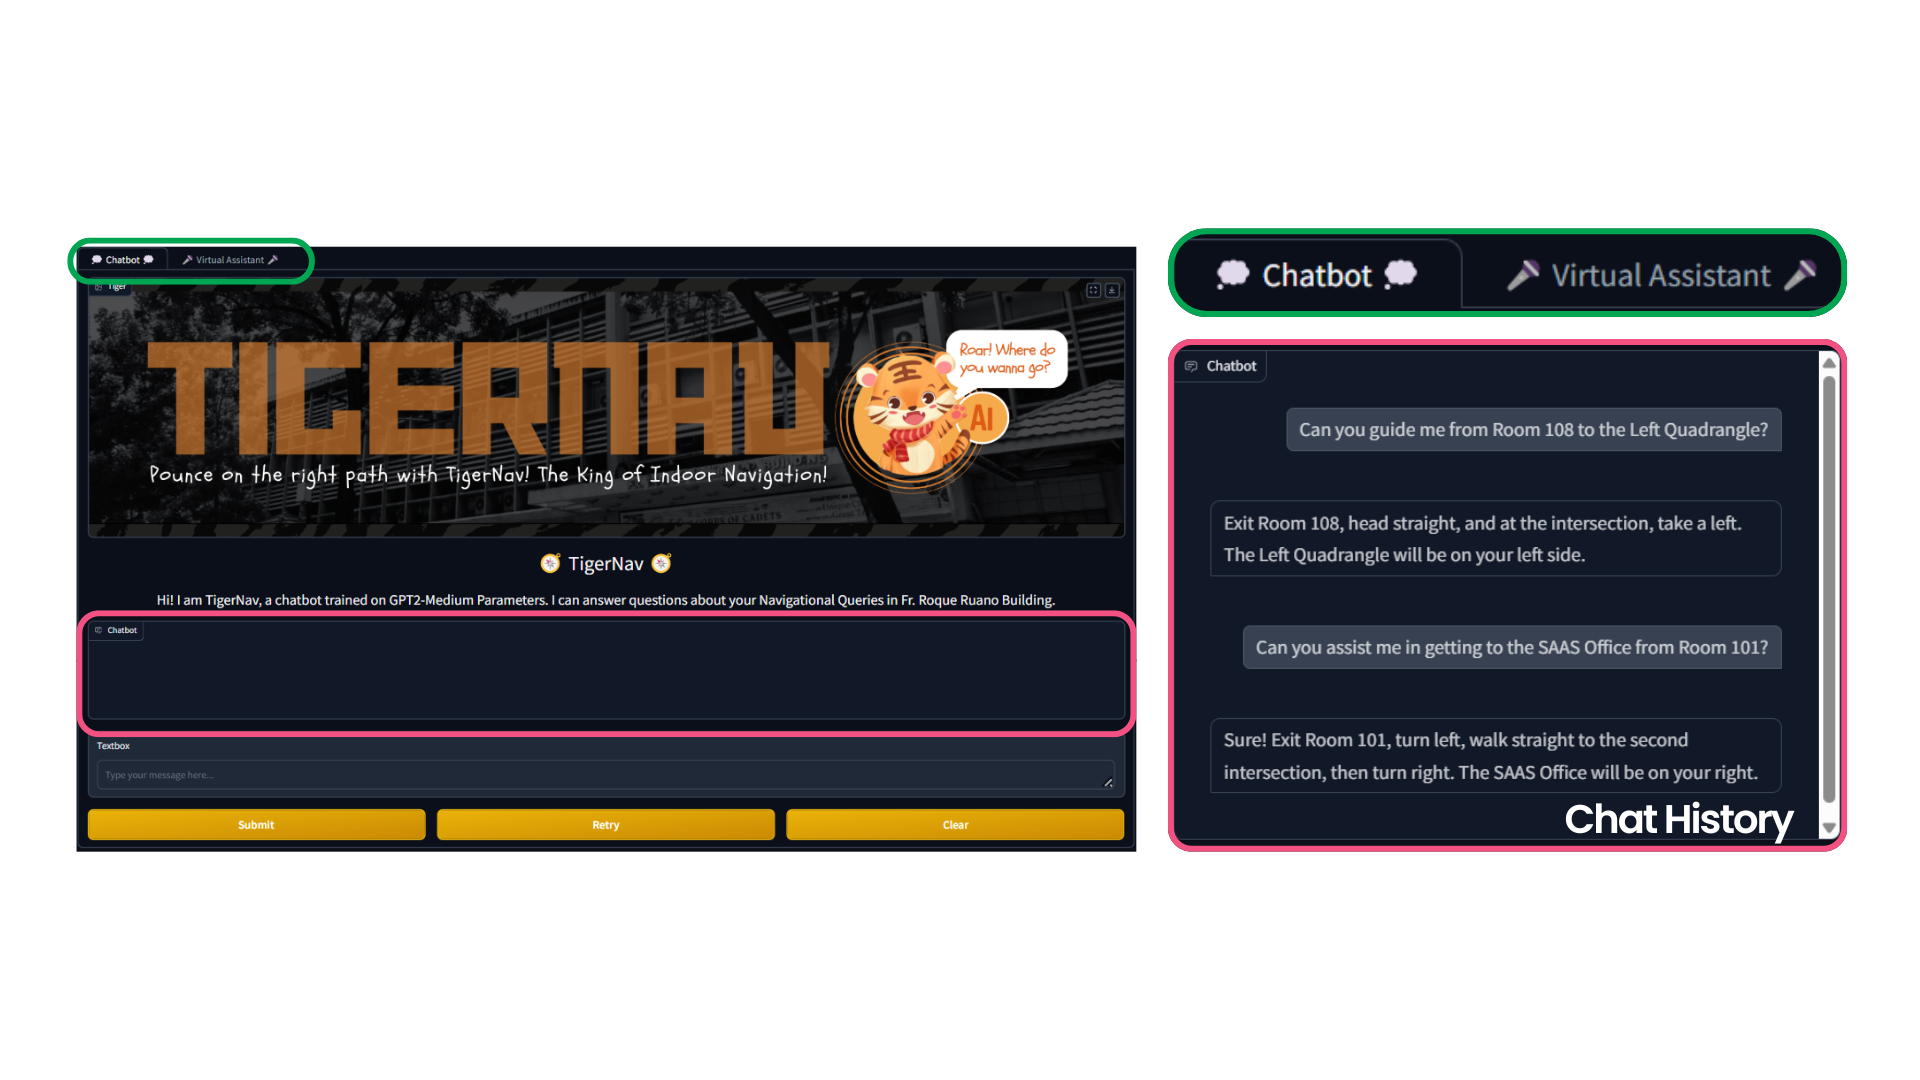 Chatbot
Virtual Assistant
Tiger
TIGERNAV
Roar! Where do
you wanna go?
AI
Pounce on the right path with TigerNav! The King of Indoor Navigation!
CORPS OF CADETS
TigerNav
Hi! I am TigerNav, a chatbot trained on GPT2-Medium Parameters. I can answer questions about your Navigational Queries in Fr. Roque Ruano Building.
Chatbot
Textbox
Type your message here...
Submit
Retry
Clear
Chatbot
Virtual Assistant
Chatbot
Can you guide me from Room 108 to the Left Quadrangle?
Exit Room 108, head straight, and at the intersection, take a left.
The Left Quadrangle will be on your left side.
Can you assist me in getting to the SAAS Office from Room 101?
Sure! Exit Room 101, turn left, walk straight to the second
intersection, then turn right. The SAAS Office will be on your right.
Chat History